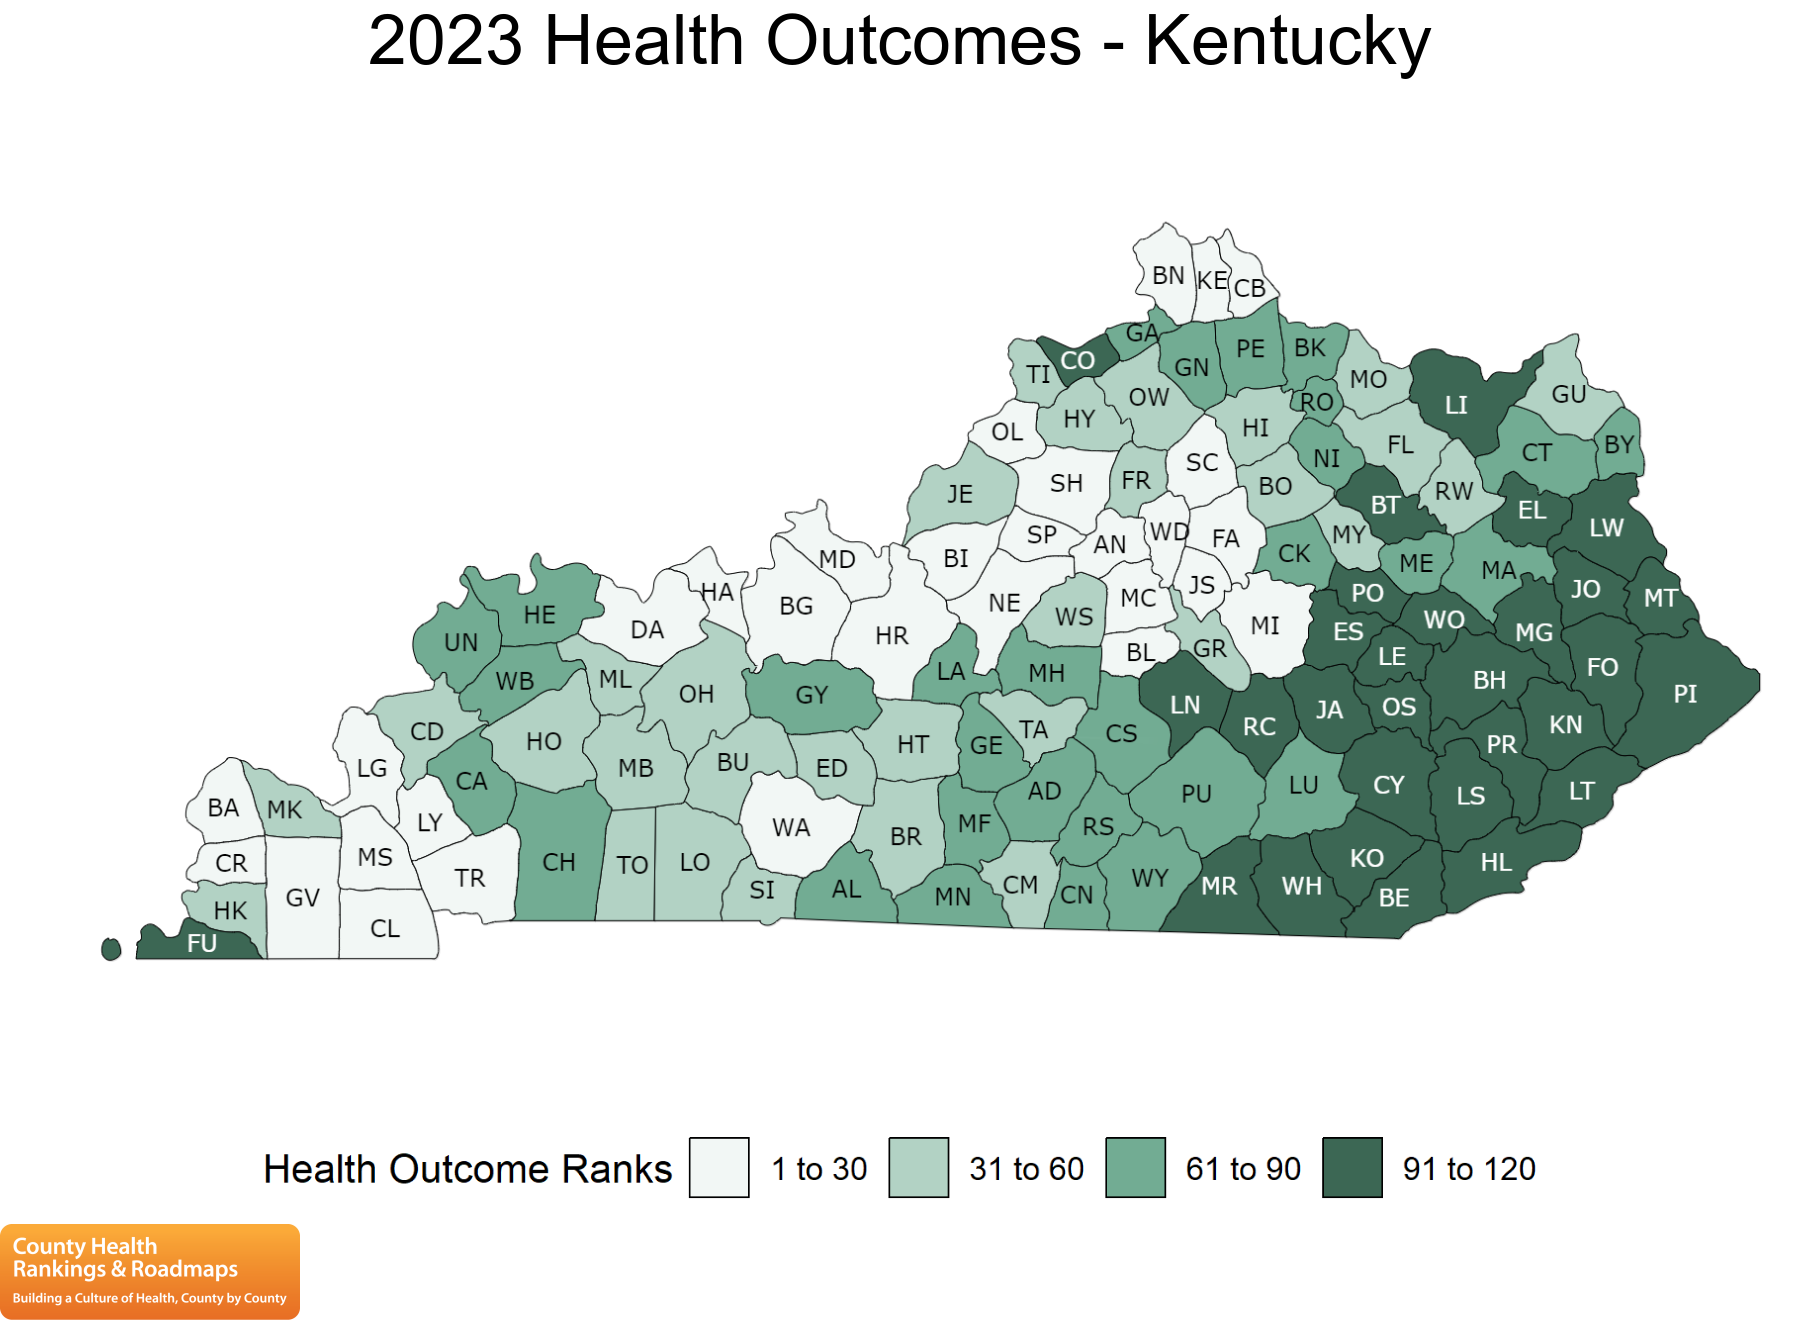 2023 Health Outcomes - Kentucky
BN KE CB
GA
CO GN PE BK
TI MO
OW RO LI GU
HY
OL HI FL CT BY
SC NI
JE SH FR BO RW
BT EL
SP WD FA MY LW
MD BI AN CK ME MA
HA BG NE WS MC JS PO JO MT
HE DA HR MI ES WO MG
UN LA MH BL GR LE FO
WB ML OH GY BH PI
LN OS
CD HO TA CS RC JA KN
LG MB BU ED HT GE PR
CA AD PU LU CY LS LT
BA MK LY WA BR MF RS
CR MS TR CH TO LO KO HL
HK GV SI AL MN CM CN WY MR WH BE
FU CL
Health Outcome Ranks 1 to 30 31 to 60 61 to 90 91 to 120
County Health
Rankings & Roadmaps
Building a Culture of Health, County by County